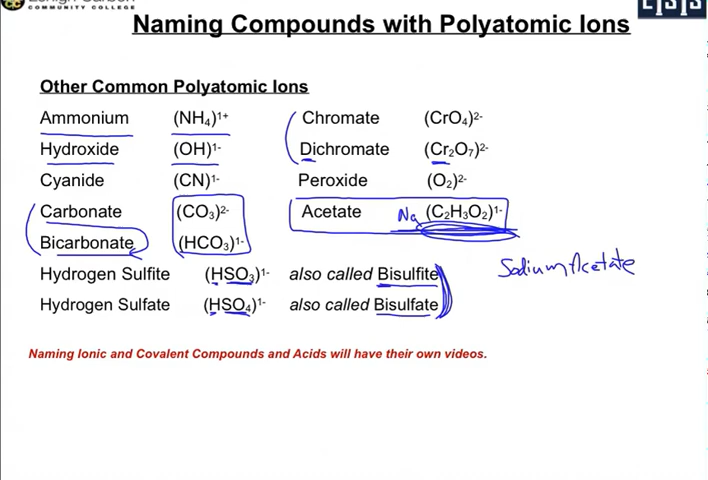 COMMUNITY COLLEGE
Naming Compounds with Polyatomic Ions
Other Common Polyatomic Ions
Ammonium (NH₄)¹⁺ Chromate (CrO₄)²⁻
Hydroxide (OH)¹⁻ Dichromate (Cr₂O₇)²⁻
Cyanide (CN)¹⁻ Peroxide (O₂)²⁻
Carbonate (CO₃)²⁻ Acetate Na (C₂H₃O₂)¹⁻
Bicarbonate (HCO₃)¹⁻
Sodium Acetate
Hydrogen Sulfite (HSO₃)¹⁻ also called Bisulfite
Hydrogen Sulfate (HSO₄)¹⁻ also called Bisulfate
Naming Ionic and Covalent Compounds and Acids will have their own videos.